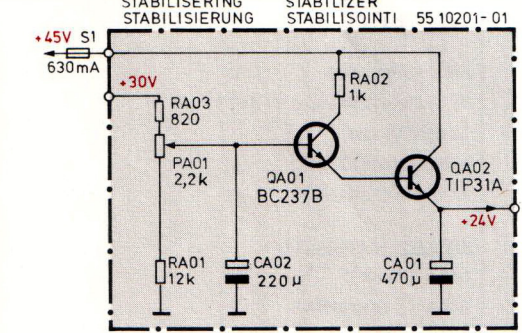 STABILISERING STABILIZER
STABILISIERUNG STABILISOINTI 55 10201-01
+45V S1
630mA
+30V
RA03
820
RA02
1k
PA01
2,2k
QA01
BC237B
QA02
TIP31A
+24V
RA01
12k
CA02
220µ
CA01
470µ